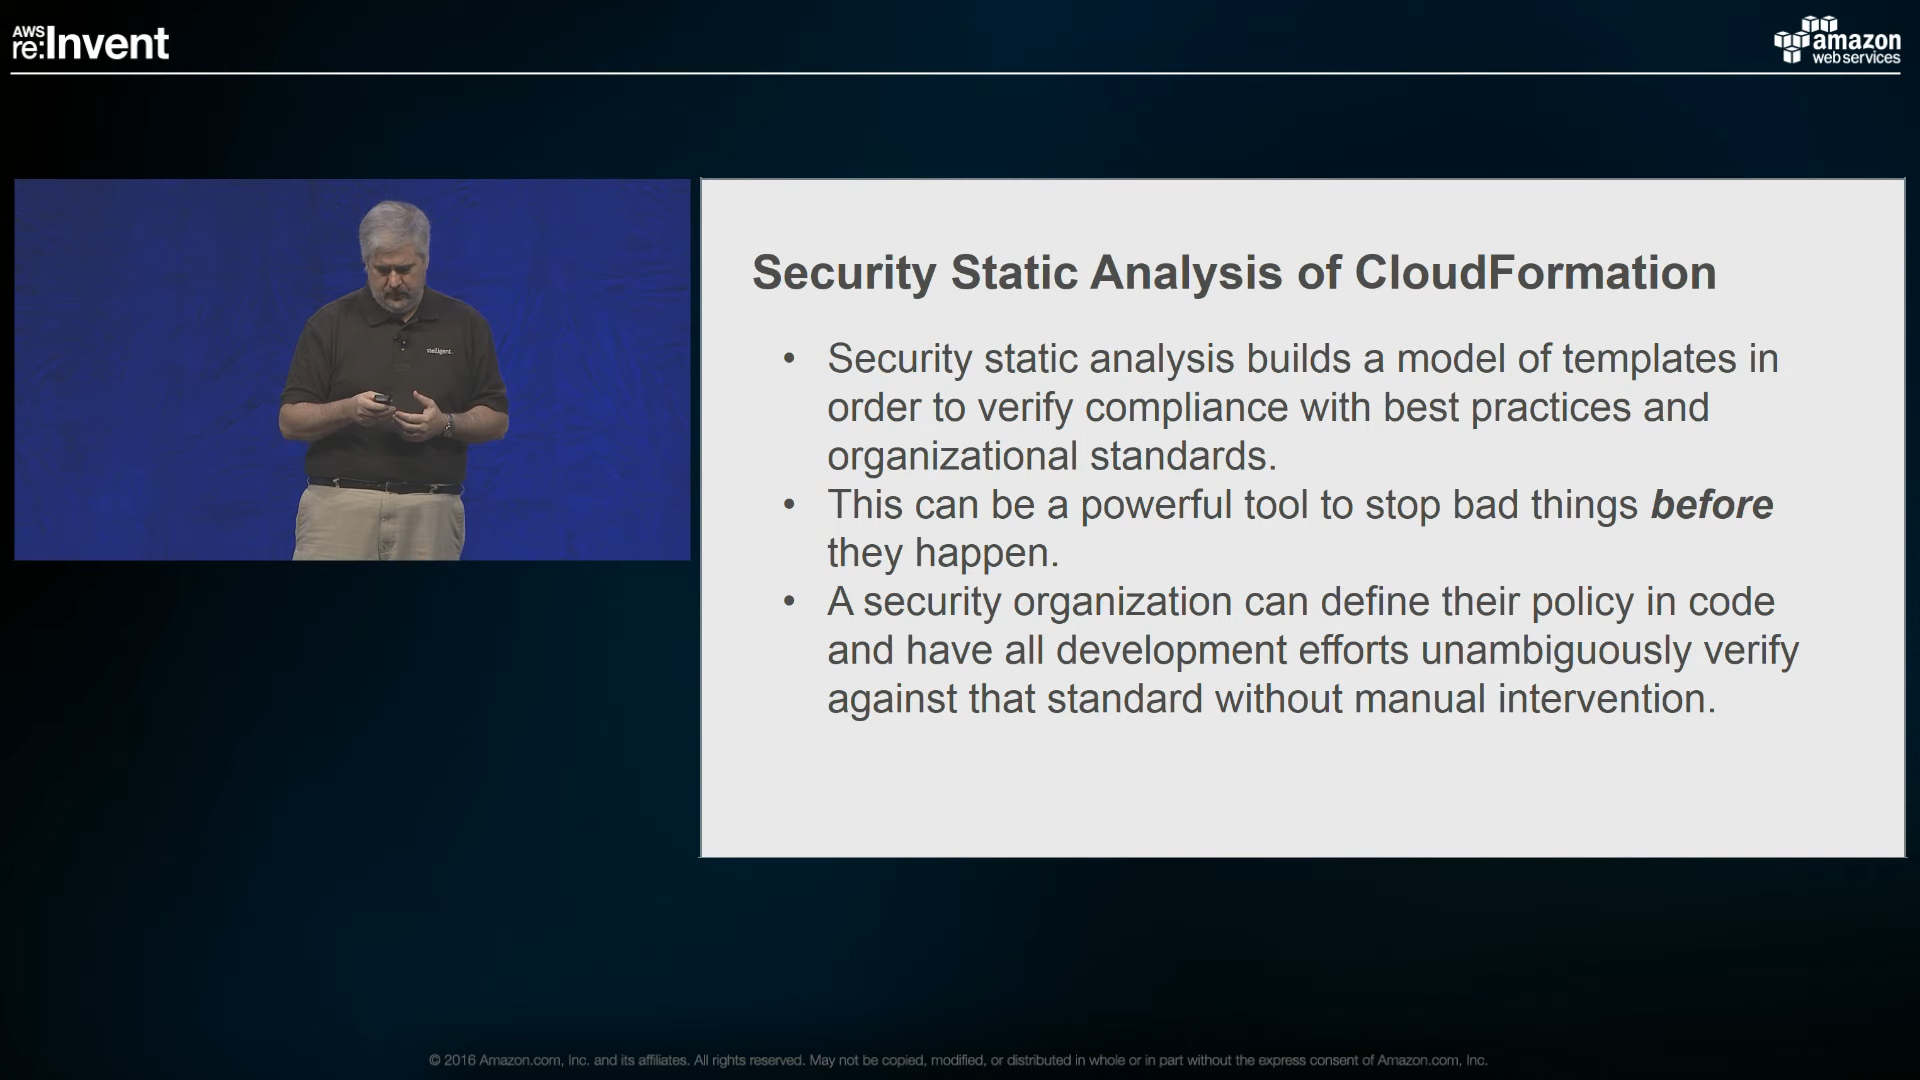 AWS
re:Invent
amazon
webservices
stelligent.
Security Static Analysis of CloudFormation
• Security static analysis builds a model of templates in
order to verify compliance with best practices and
organizational standards.
• This can be a powerful tool to stop bad things before
they happen.
• A security organization can define their policy in code
and have all development efforts unambiguously verify
against that standard without manual intervention.
© 2016 Amazon.com, Inc. and its affiliates. All rights reserved. May not be copied, modified, or distributed in whole or in part without the express consent of Amazon.com, Inc.